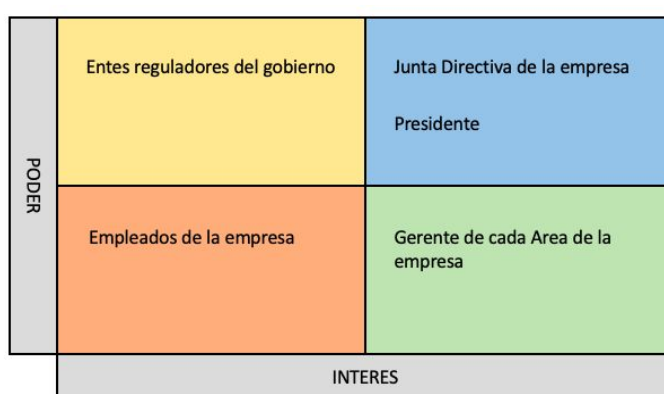 Entes reguladores del gobierno
Junta Directiva de la empresa
Presidente
PODER
Empleados de la empresa
Gerente de cada Area de la
empresa
INTERES